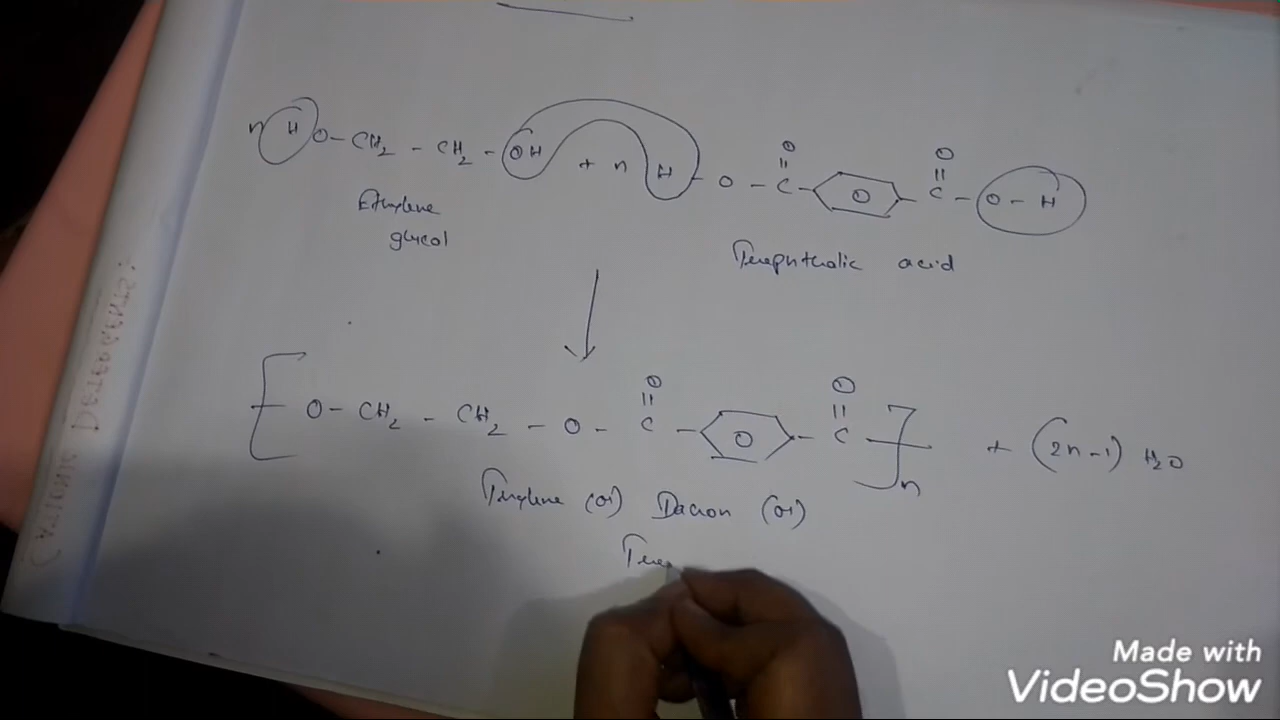 n H O - CH₂ - CH₂ - OH + n H - O - C - C - O - H
O O
Ethylene
glycol
Terephthalic acid
O O
O - CH₂ - CH₂ - O - C - C n + (2n-1) H₂O
Terylene (or) Dacron (or)
Tere
Made with
VideoShow